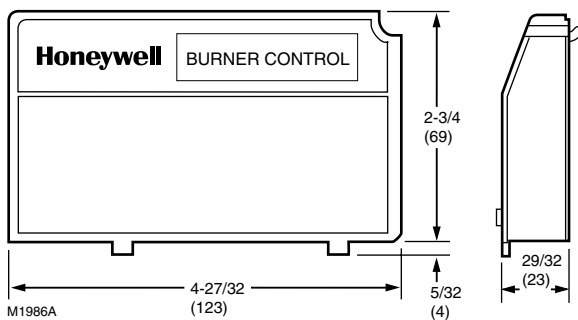 Honeywell
BURNER CONTROL
2-3/4
(69)
4-27/32
(123)
5/32
(4)
29/32
(23)
M1986A